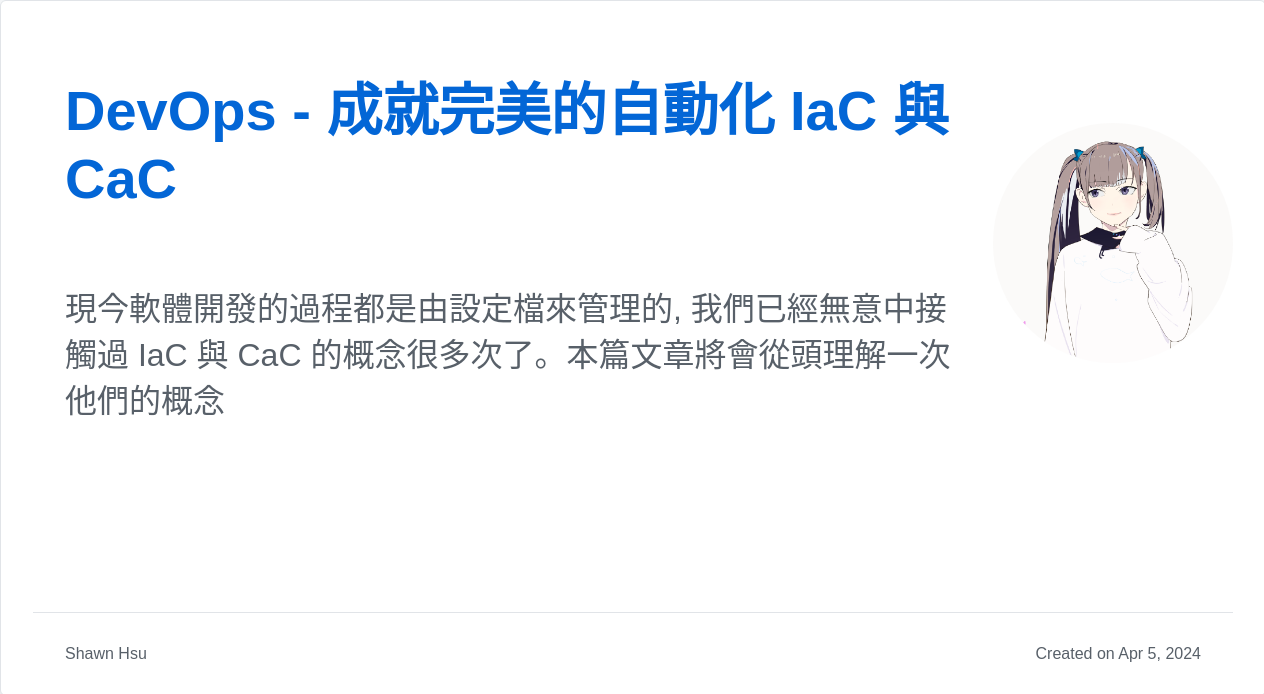 DevOps - 成就完美的自動化 IaC 與
CaC
現今軟體開發的過程都是由設定檔來管理的, 我們已經無意中接
觸過 IaC 與 CaC 的概念很多次了。本篇文章將會從頭理解一次
他們的概念
Shawn Hsu
Created on Apr 5, 2024